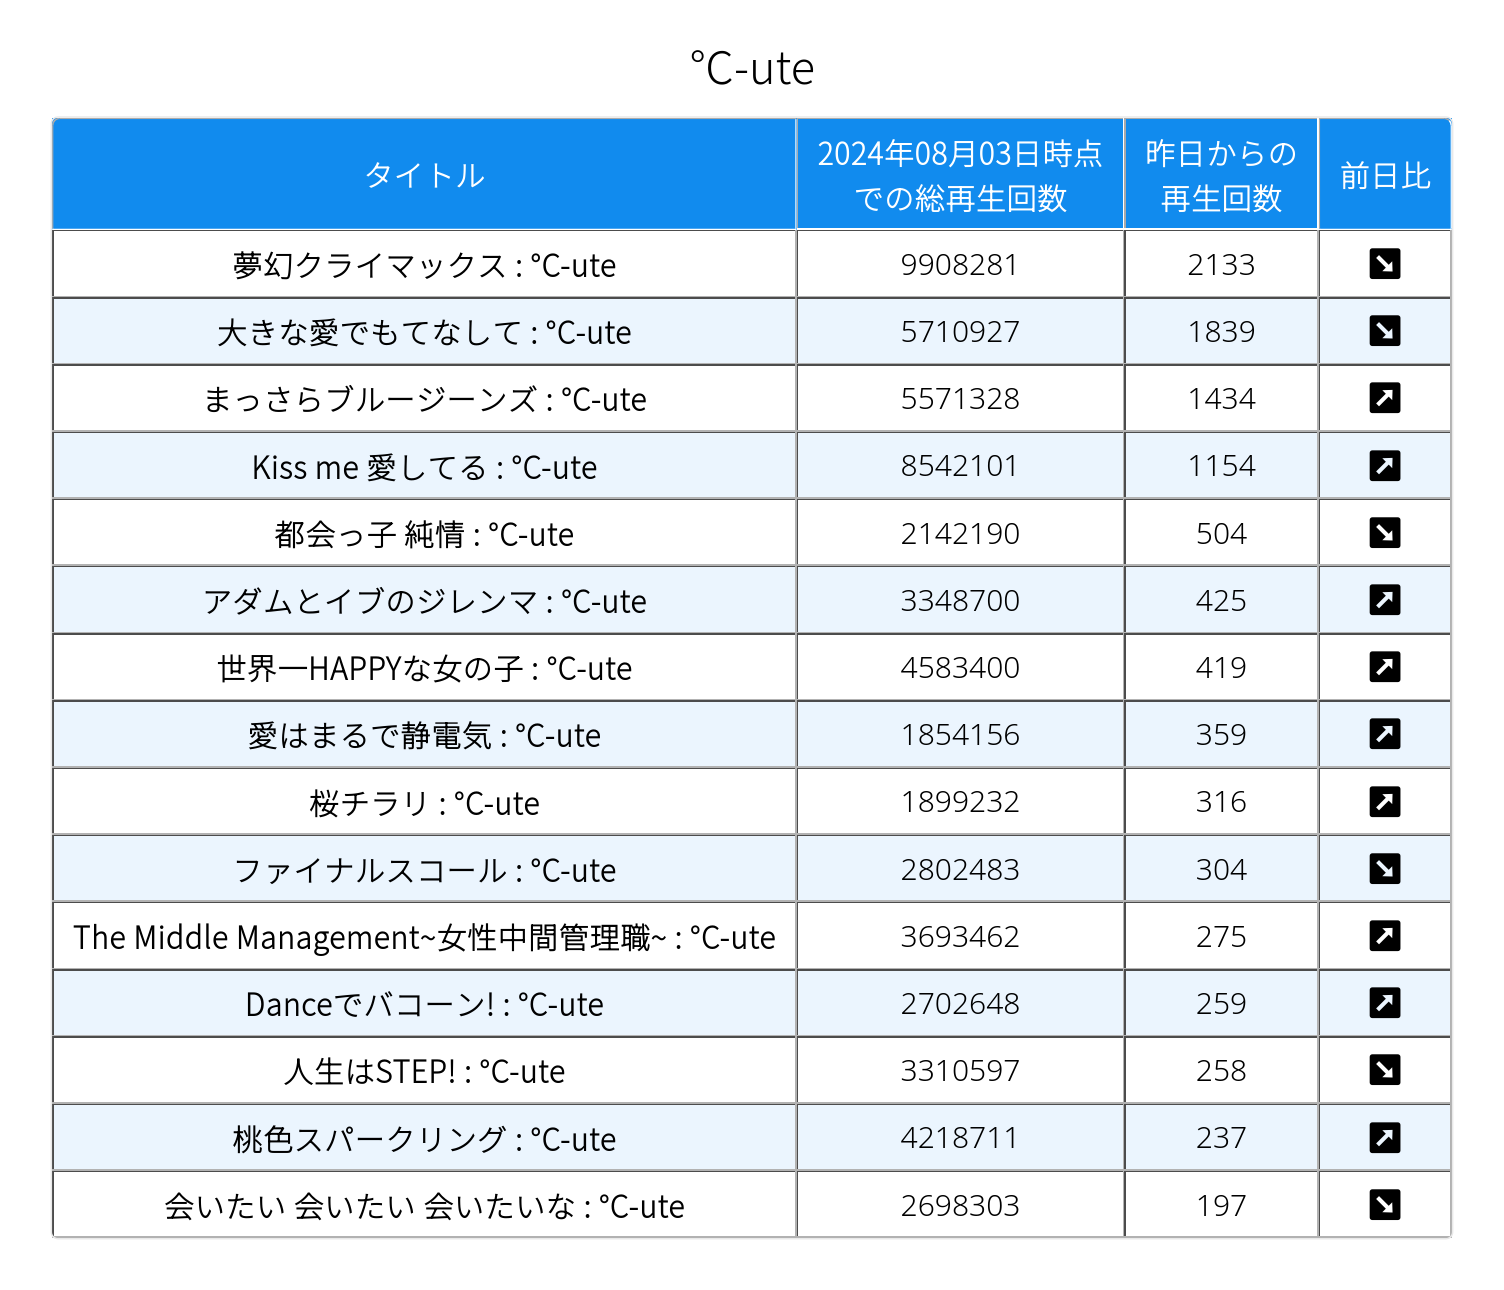 ℃-ute
タイトル
2024年08月03日時点
での総再生回数
昨日からの
再生回数
前日比
夢幻クライマックス : ℃-ute 9908281 2133 ↘
大きな愛でもてなして : ℃-ute 5710927 1839 ↘
まっさらブルージーンズ : ℃-ute 5571328 1434 ↗
Kiss me 愛してる : ℃-ute 8542101 1154 ↗
都会っ子 純情 : ℃-ute 2142190 504 ↘
アダムとイブのジレンマ : ℃-ute 3348700 425 ↗
世界一HAPPYな女の子 : ℃-ute 4583400 419 ↗
愛はまるで静電気 : ℃-ute 1854156 359 ↗
桜チラリ : ℃-ute 1899232 316 ↗
ファイナルスコール : ℃-ute 2802483 304 ↘
The Middle Management~女性中間管理職~ : ℃-ute 3693462 275 ↗
Danceでバコーン! : ℃-ute 2702648 259 ↗
人生はSTEP! : ℃-ute 3310597 258 ↘
桃色スパークリング : ℃-ute 4218711 237 ↗
会いたい 会いたい 会いたいな : ℃-ute 2698303 197 ↘